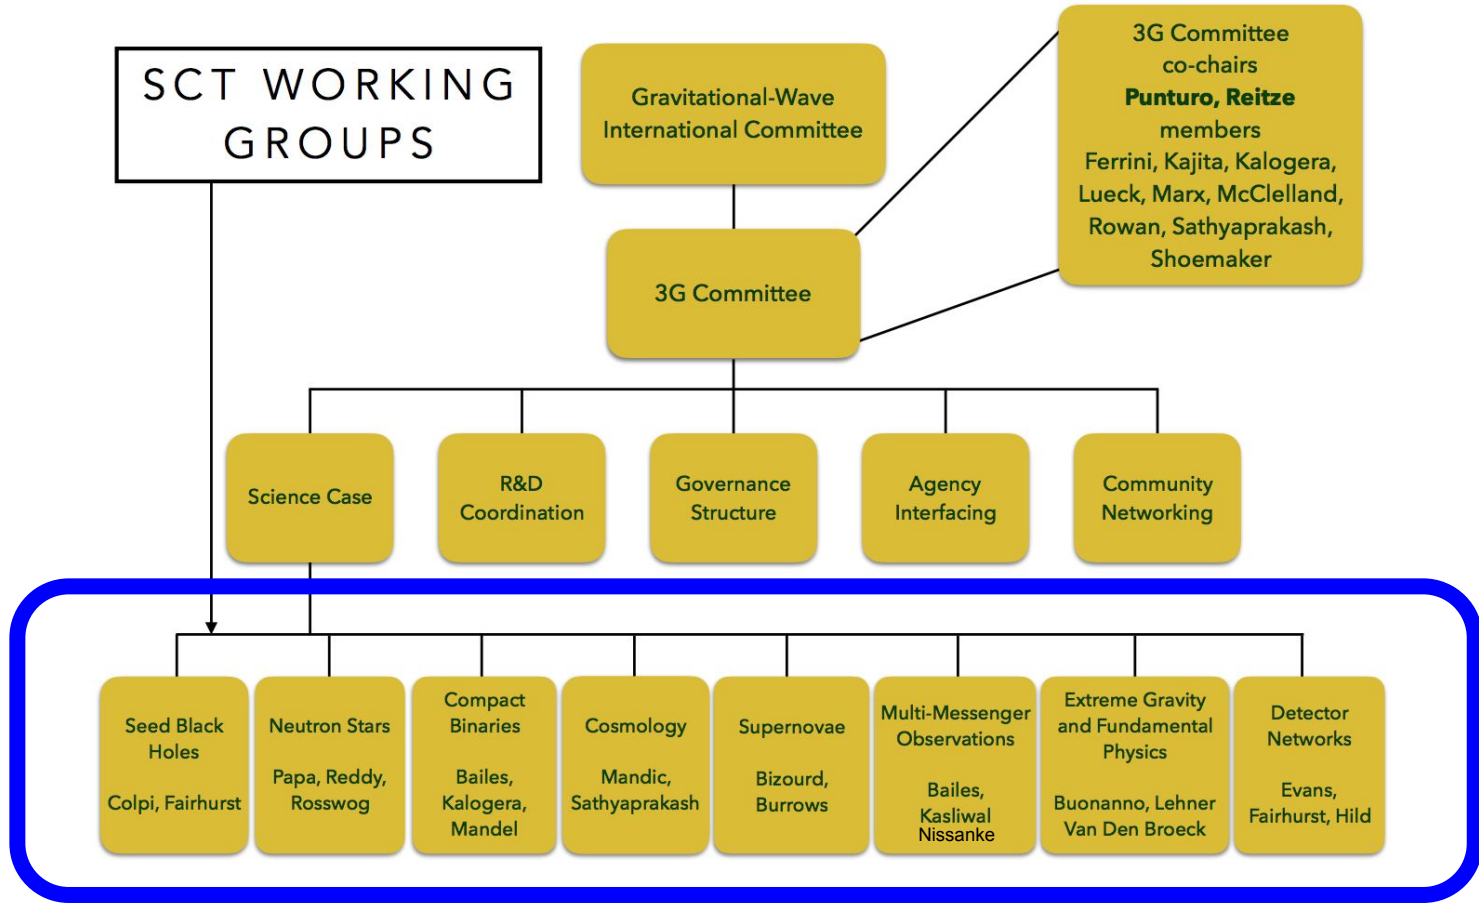 SCT WORKING
GROUPS
Gravitational-Wave
International Committee
3G Committee
co-chairs
Punturo, Reitze
members
Ferrini, Kajita, Kalogera,
Lueck, Marx, McClelland,
Rowan, Sathyaprakash,
Shoemaker
3G Committee
Science Case
R&D
Coordination
Governance
Structure
Agency
Interfacing
Community
Networking
Seed Black
Holes
Colpi, Fairhurst
Neutron Stars
Papa, Reddy,
Rosswog
Compact
Binaries
Bailes,
Kalogera,
Mandel
Cosmology
Mandic,
Sathyaprakash
Supernovae
Bizourd,
Burrows
Multi-Messenger
Observations
Bailes,
Kasliwal
Nissanke
Extreme Gravity
and Fundamental
Physics
Buonanno, Lehner
Van Den Broeck
Detector
Networks
Evans,
Fairhurst, Hild